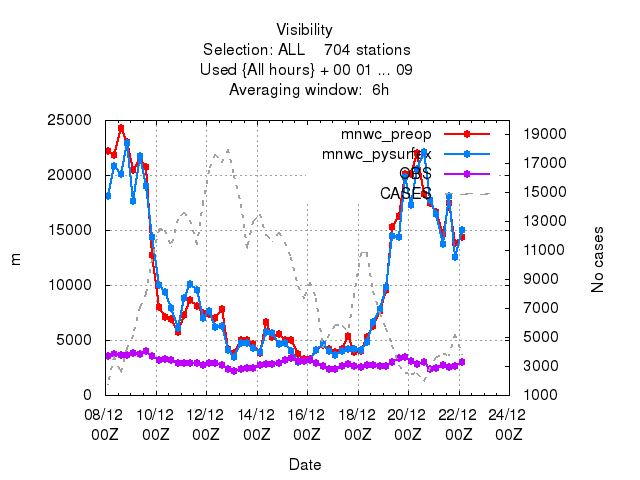 Visibility
Selection: ALL    704 stations
Used {All hours} + 00 01 ... 09
Averaging window:  6h
25000
20000
15000
10000
5000
0
m
mnwc_preop
mnwc_pysurfex
OBS
CASES
19000
17000
15000
13000
11000
9000
7000
5000
3000
1000
No cases
08/12 10/12 12/12 14/12 16/12 18/12 20/12 22/12 24/12
00Z 00Z 00Z 00Z 00Z 00Z 00Z 00Z 00Z
Date